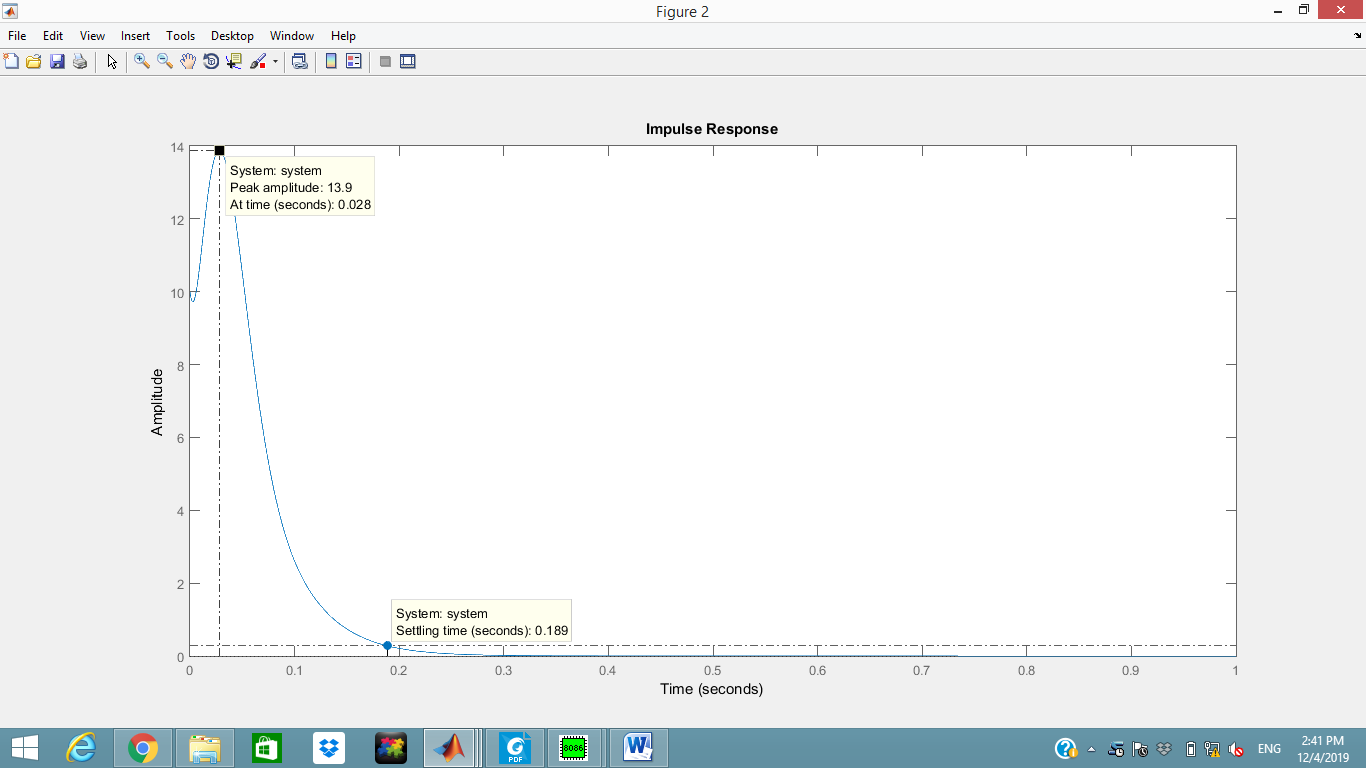 Figure 2
File Edit View Insert Tools Desktop Window Help
Impulse Response
14
12
10
8
6
4
2
0
Amplitude
System: system
Peak amplitude: 13.9
At time (seconds): 0.028
System: system
Settling time (seconds): 0.189
0 0.1 0.2 0.3 0.4 0.5 0.6 0.7 0.8 0.9 1
Time (seconds)
PDF
8086
W
ENG
2:41 PM
12/4/2019